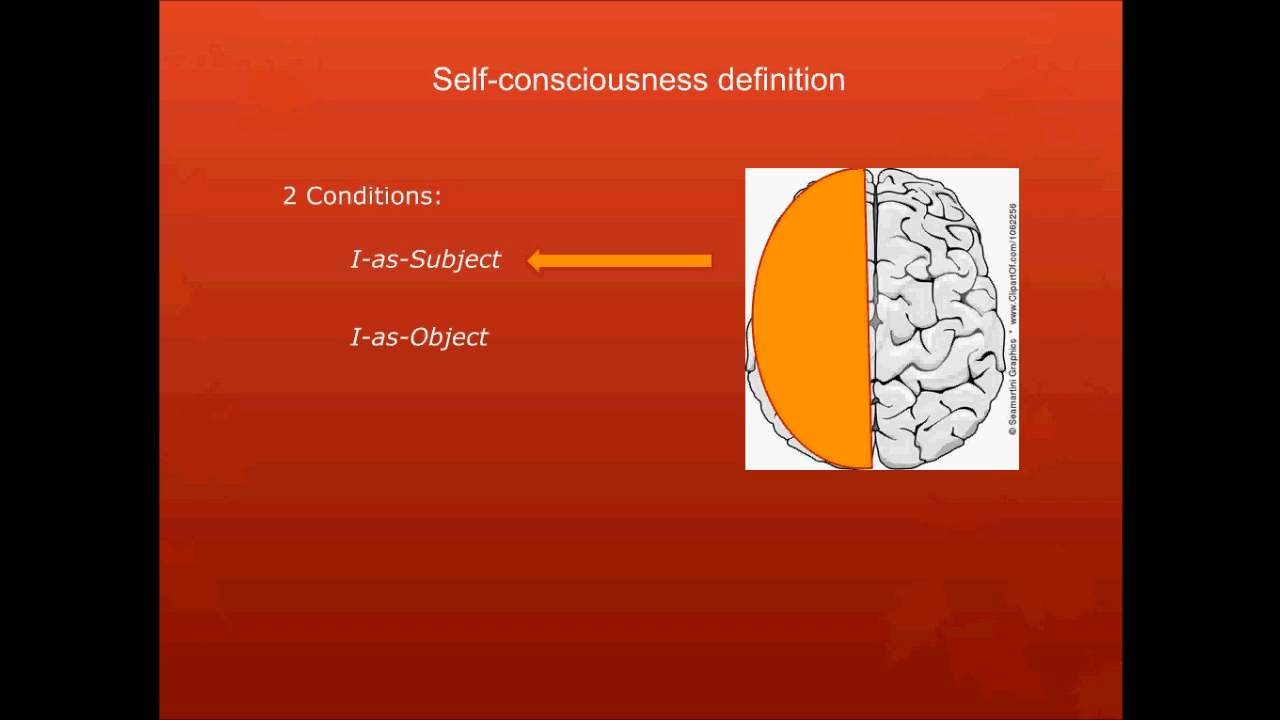 Self-consciousness definition
2 Conditions:
I-as-Subject
I-as-Object
© Seamartini Graphics * www.ClipartOf.com/1062256